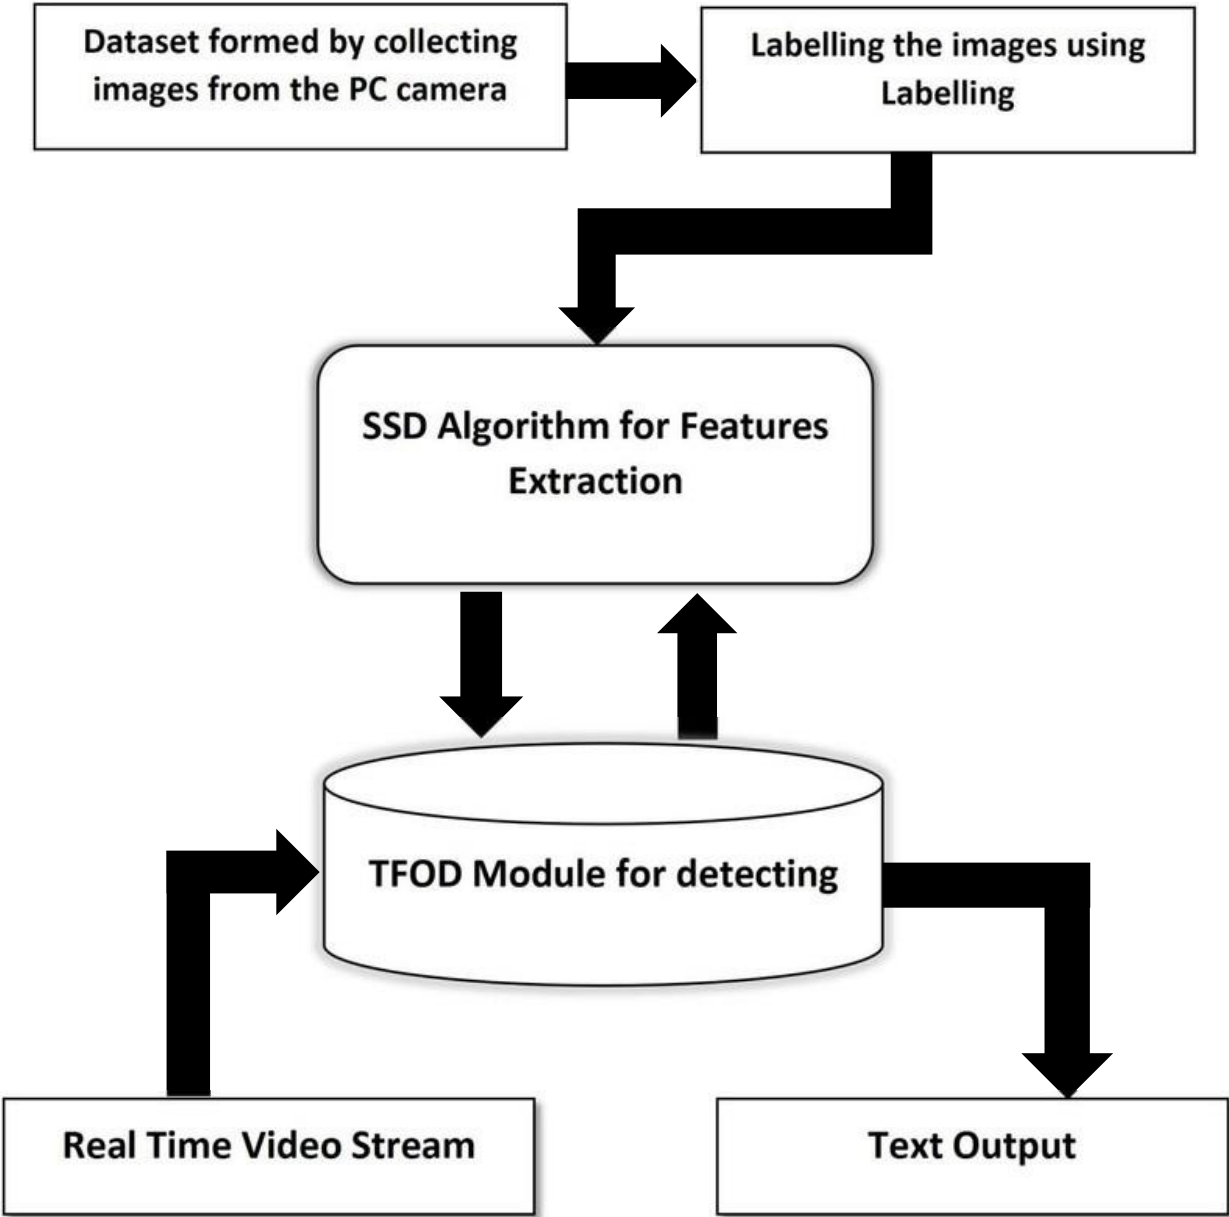 Dataset formed by collecting
images from the PC camera
Labelling the images using
Labelling
SSD Algorithm for Features
Extraction
TFOD Module for detecting
Real Time Video Stream
Text Output